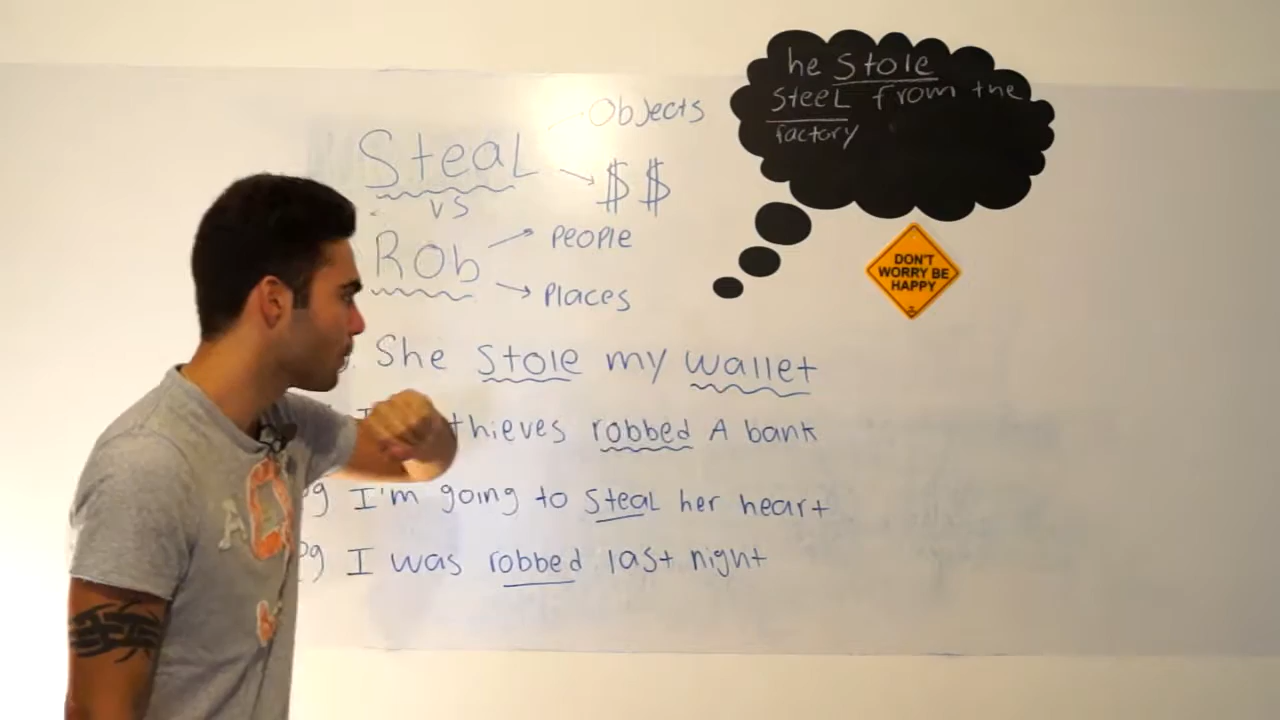 he Stole
steeL from the
factory
Objects
SteaL
$ $
vs
Rob
people
places
DON'T
WORRY BE
HAPPY
She stole my wallet
thieves robbed A bank
I'm going to SteaL her heart
I was robbed last night
A